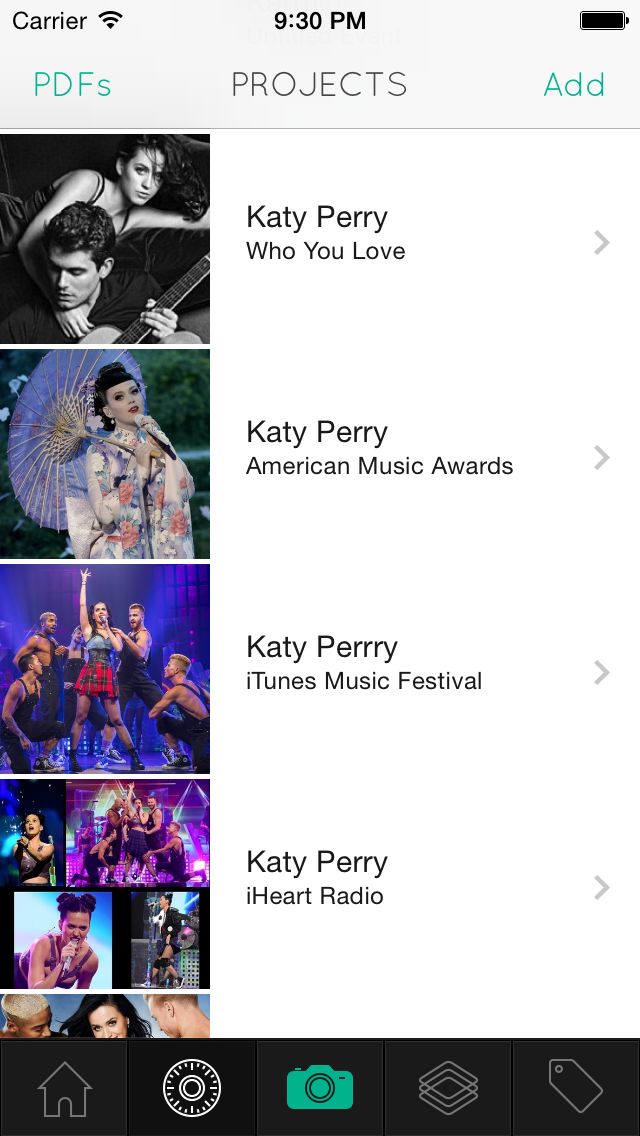 Carrier 9:30 PM
PDFs PROJECTS Add
Katy Perry
Who You Love
Katy Perry
American Music Awards
Katy Perrry
iTunes Music Festival
Katy Perry
iHeart Radio